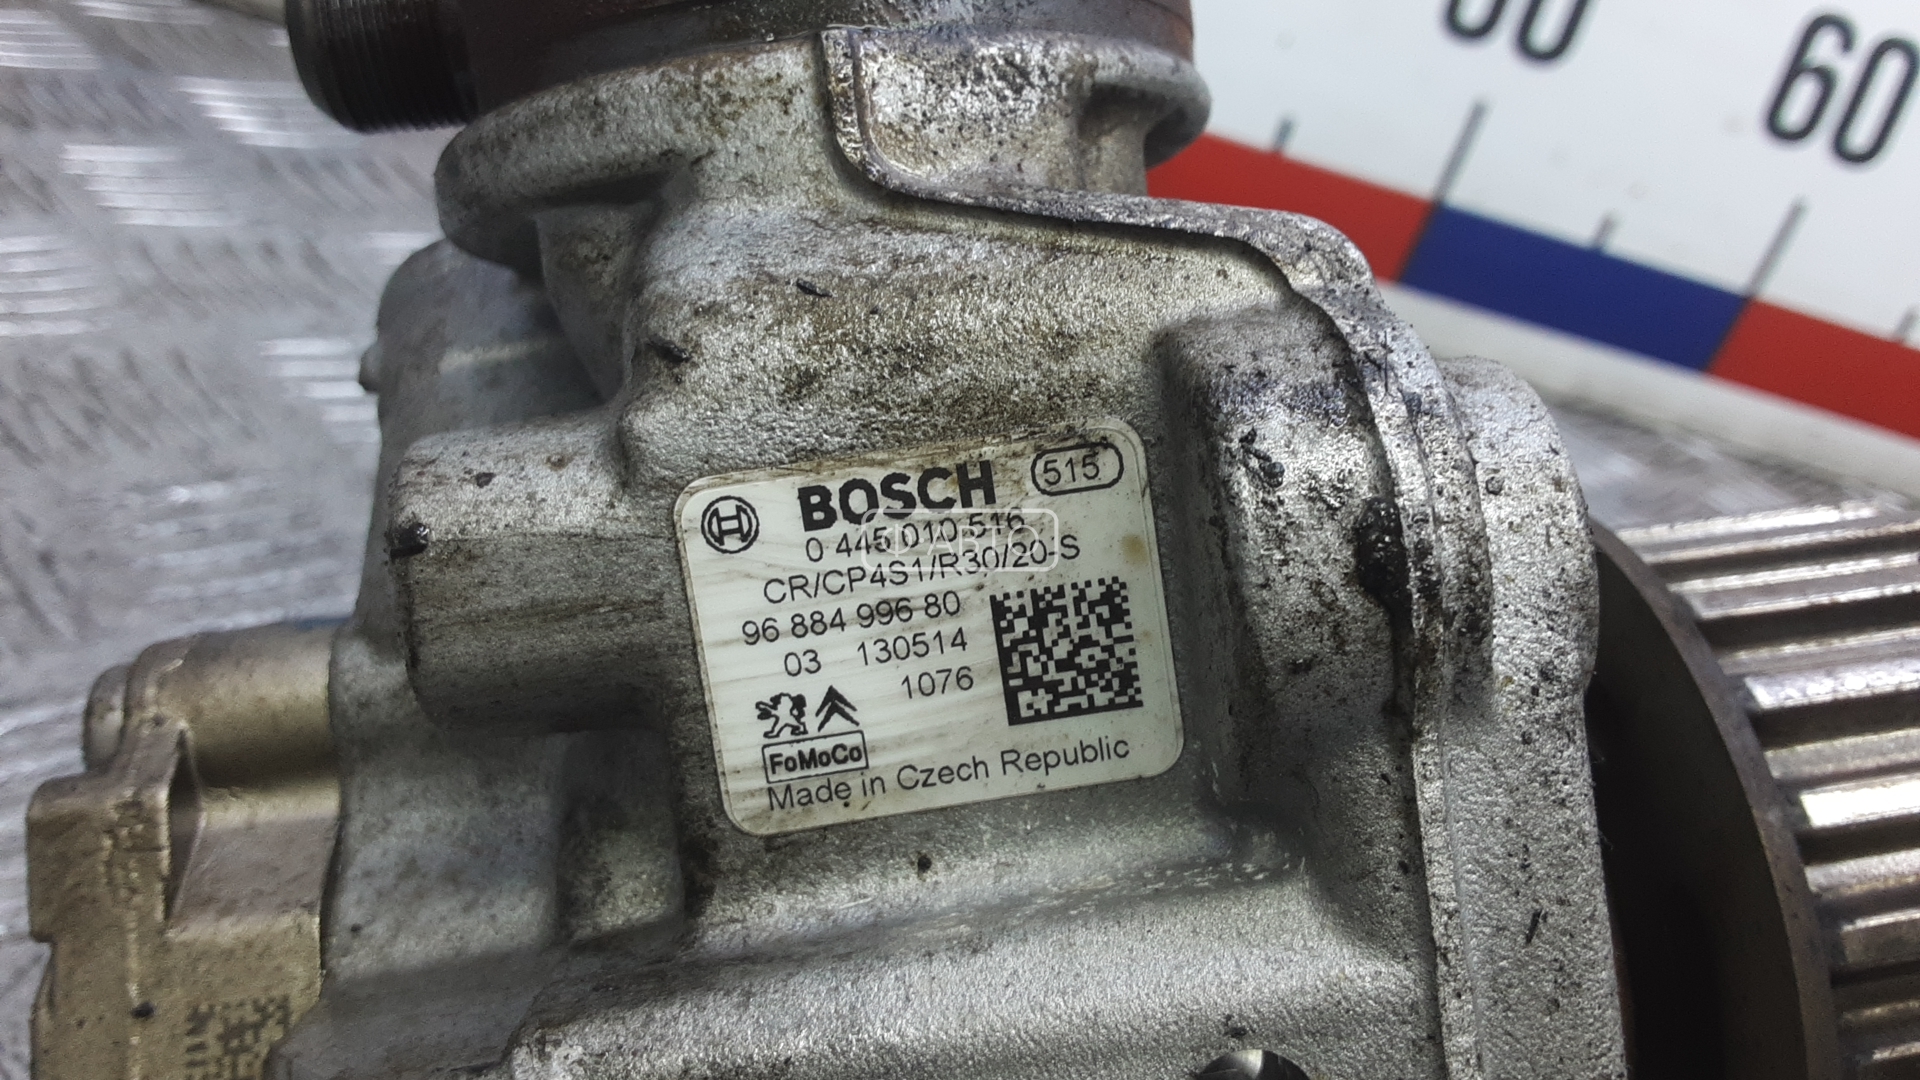 60
BOSCH 515
0 445 010 516
CR/CP4S1/R30/20-S
96 884 996 80
03 130514
1076
FoMoCo
Made in Czech Republic